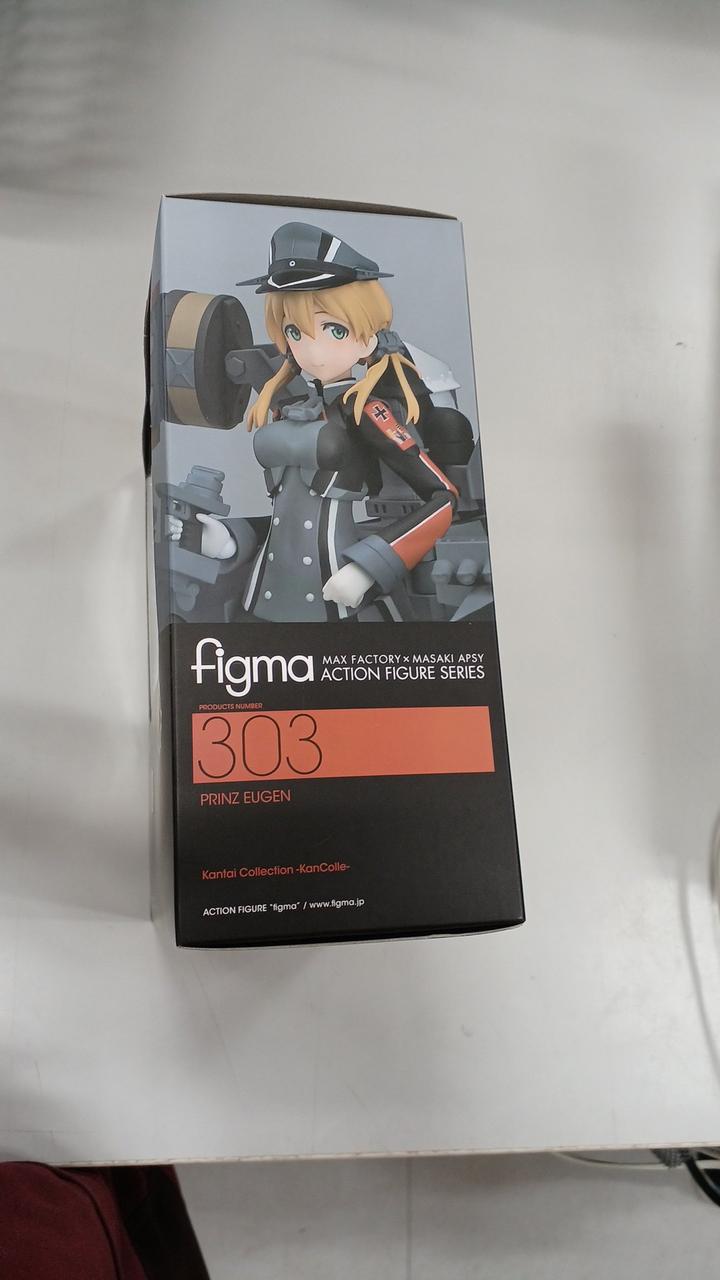 figma
MAX FACTORY × MASAKI APSY
ACTION FIGURE SERIES
PRODUCTS NUMBER
303
PRINZ EUGEN
Kantai Collection -KanColle-
ACTION FIGURE "figma" / www.figma.jp